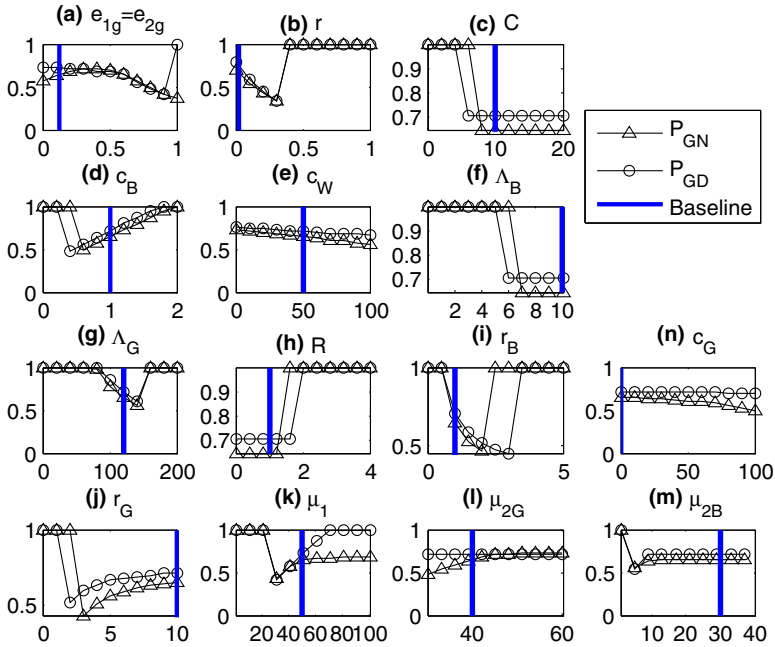 (a) e1g=e2g
1
0.5
0
0 0.5 1
(b) r
1
0.5
0
0 0.5 1
(c) C
0.9
0.8
0.7
0 10 20
PGN
PGD
Baseline
(d) cB
1
0.5
0
0 1 2
(e) cW
1
0.5
0
0 50 100
(f) ΛB
0.9
0.8
0.7
2 4 6 8 10
(g) ΛG
1
0.5
0
0 100 200
(h) R
0.9
0.8
0.7
0 2 4
(i) rB
1
0.5
0 5
(n) cG
1
0.5
0
0 50 100
(j) rG
1
0.5
0 5 10
(k) μ1
1
0.5
0
20 40 60 80 100
(l) μ2G
1
0.5
0
40 60
(m) μ2B
1
0.5
0
10 20 30 40